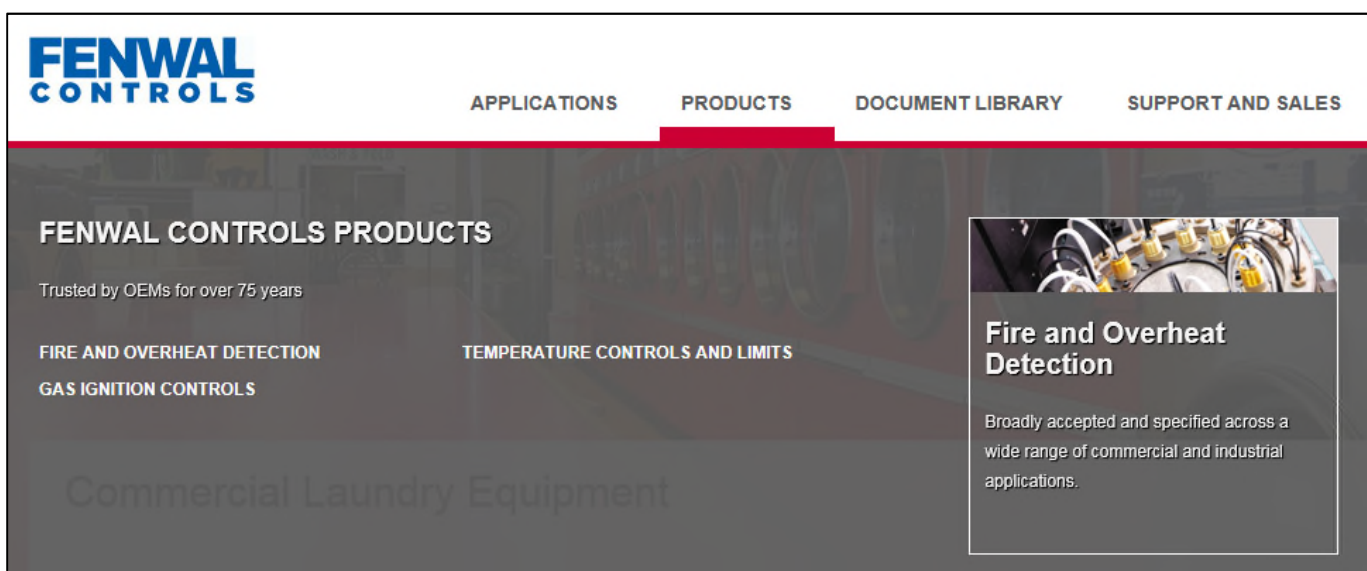 FENWAL
CONTROLS
APPLICATIONS
PRODUCTS
DOCUMENT LIBRARY
SUPPORT AND SALES
FENWAL CONTROLS PRODUCTS
Trusted by OEMs for over 75 years
FIRE AND OVERHEAT DETECTION
TEMPERATURE CONTROLS AND LIMITS
GAS IGNITION CONTROLS
Fire and Overheat
Detection
Broadly accepted and specified across a
wide range of commercial and industrial
applications.
Commercial Laundry Equipment